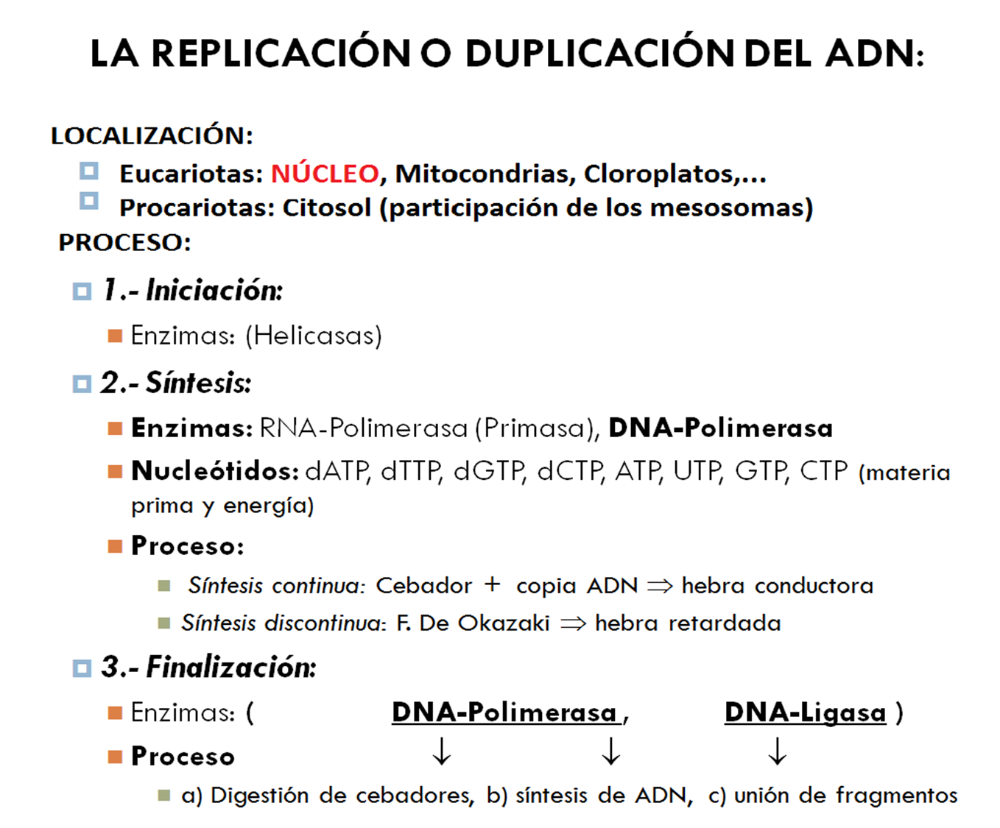 LA REPLICACIÓN O DUPLICACIÓN DEL ADN:
LOCALIZACIÓN:
Eucariotas: NÚCLEO, Mitocondrias, Cloroplatos,...
Procariotas: Citosol (participación de los mesosomas)
PROCESO:
1.- Iniciación:
Enzimas: (Helicasas)
2.- Síntesis:
Enzimas: RNA-Polimerasa (Primasa), DNA-Polimerasa
Nucleótidos: dATP, dTTP, dGTP, dCTP, ATP, UTP, GTP, CTP (materia
prima y energía)
Proceso:
Síntesis continua: Cebador + copia ADN ⇒ hebra conductora
Síntesis discontinua: F. De Okazaki ⇒ hebra retardada
3.- Finalización:
Enzimas: ( DNA-Polimerasa , DNA-Ligasa )
Proceso ↓ ↓ ↓
a) Digestión de cebadores, b) síntesis de ADN, c) unión de fragmentos